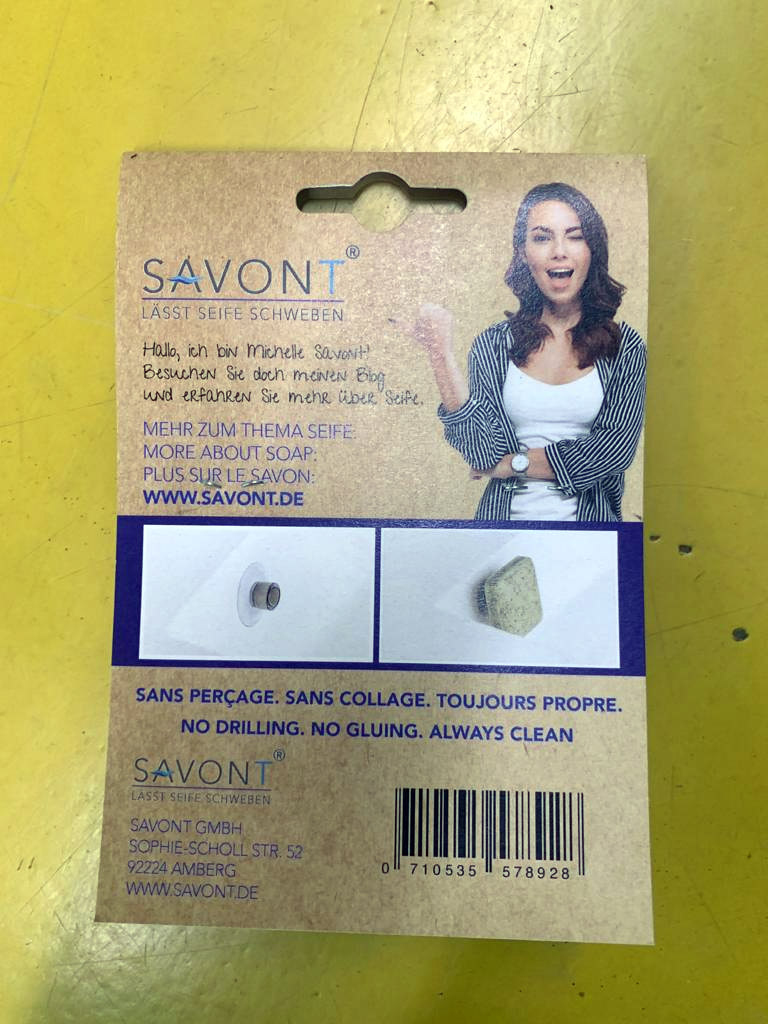 SAVONT®
LÄSST SEIFE SCHWEBEN
Hallo, ich bin Michelle Savont!
Besuchen Sie doch meinen Blog
und erfahren Sie mehr über Seife.
MEHR ZUM THEMA SEIFE:
MORE ABOUT SOAP:
PLUS SUR LE SAVON:
WWW.SAVONT.DE
SANS PERÇAGE. SANS COLLAGE. TOUJOURS PROPRE.
NO DRILLING. NO GLUING. ALWAYS CLEAN
SAVONT®
LÄSST SEIFE SCHWEBEN
SAVONT GMBH
SOPHIE-SCHOLL STR. 52
92224 AMBERG
WWW.SAVONT.DE
0 710535 578928